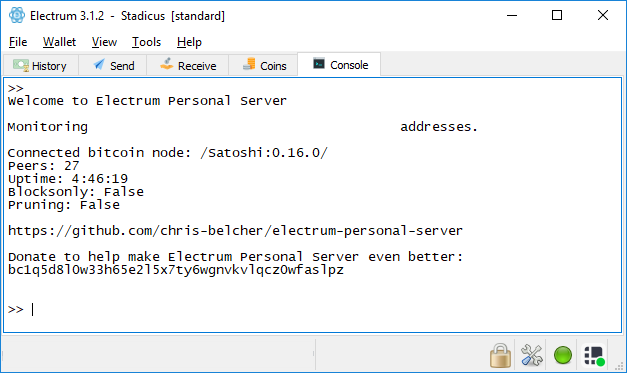 Electrum 3.1.2 - Stadicus [standard]
File Wallet View Tools Help
History Send Receive Coins Console
>>
Welcome to Electrum Personal Server
Monitoring addresses.
Connected bitcoin node: /Satoshi:0.16.0/
Peers: 27
Uptime: 4:46:19
Blocksonly: False
Pruning: False
https://github.com/chris-belcher/electrum-personal-server
Donate to help make Electrum Personal Server even better:
bc1q5d8l0w33h65e2l5x7ty6wgnvkvlqcz0wfaslpz
>>